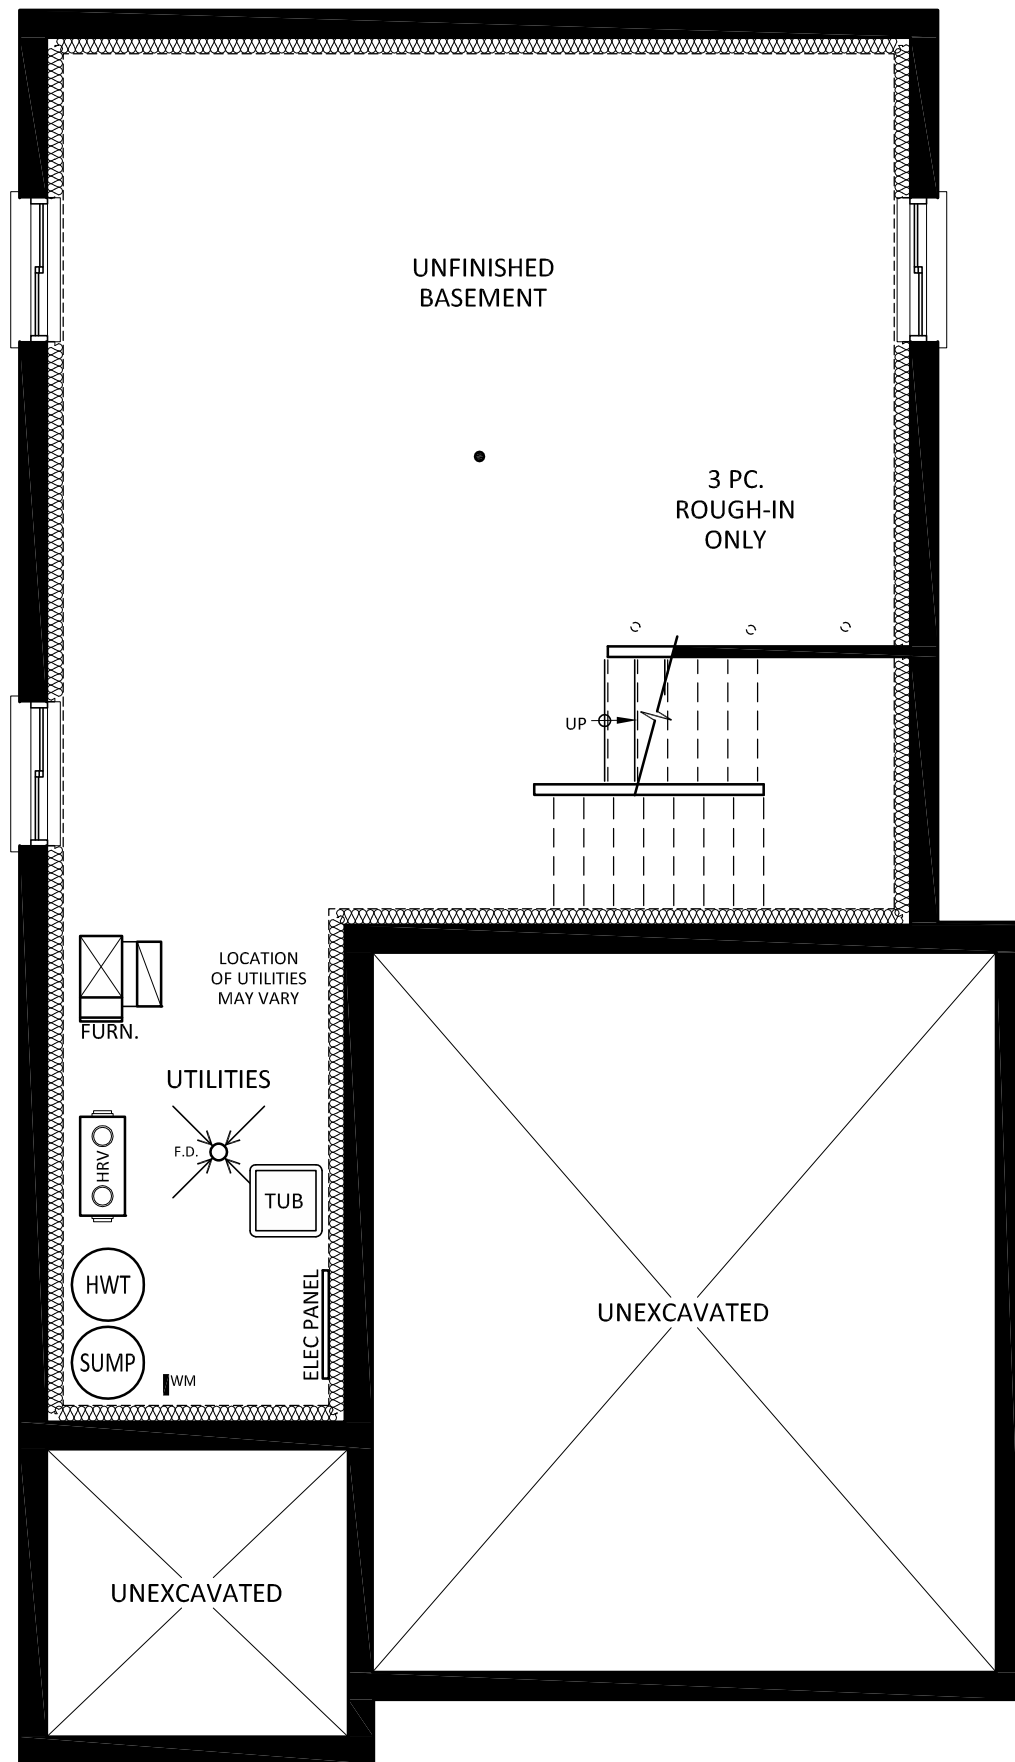 UNFINISHED
BASEMENT
3 PC.
ROUGH-IN
ONLY
UP
LOCATION
OF UTILITIES
MAY VARY
FURN.
UTILITIES
F.D.
HRV
TUB
HWT
ELEC PANEL
SUMP
WM
UNEXCAVATED
UNEXCAVATED